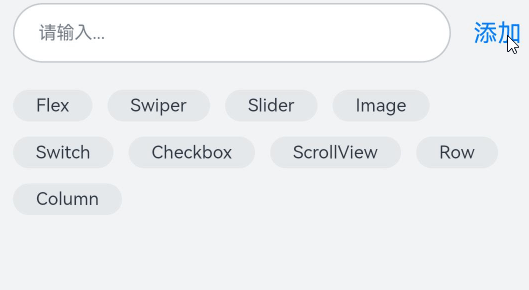 请输入... 添加
Flex Swiper Slider Image
Switch Checkbox ScrollView Row
Column